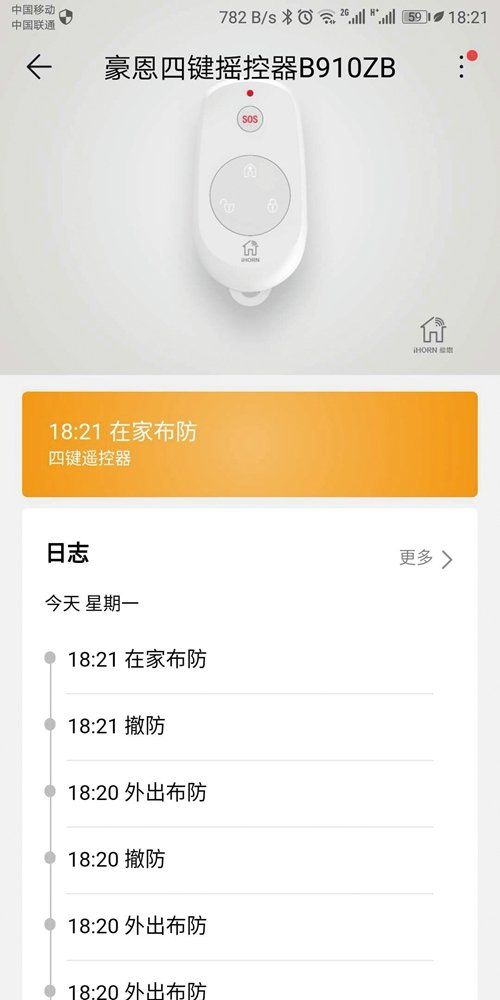 中国移动
中国联通
782 B/s
2G
H+
59
18:21
豪恩四键摇控器B910ZB
SOS
iHORN
iHORN 豪恩
18:21 在家布防
四键遥控器
日志
更多
今天 星期一
18:21 在家布防
18:21 撤防
18:20 外出布防
18:20 撤防
18:20 外出布防
18:20 外出布防